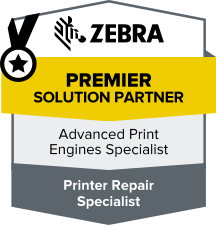 ZEBRA
PREMIER
SOLUTION PARTNER
Advanced Print
Engines Specialist
Printer Repair
Specialist